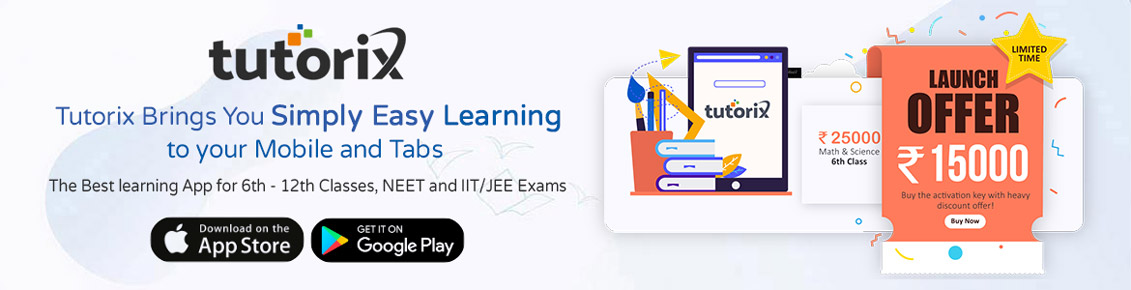 tutorix
Tutorix Brings You Simply Easy Learning
to your Mobile and Tabs
The Best learning App for 6th - 12th Classes, NEET and IIT/JEE Exams
Download on the
App Store
GET IT ON
Google Play
tutorix
₹ 25000
Math & Science
6th Class
LIMITED
TIME
LAUNCH
OFFER
₹ 15000
Buy the activation key with heavy
discount offer!
Buy Now